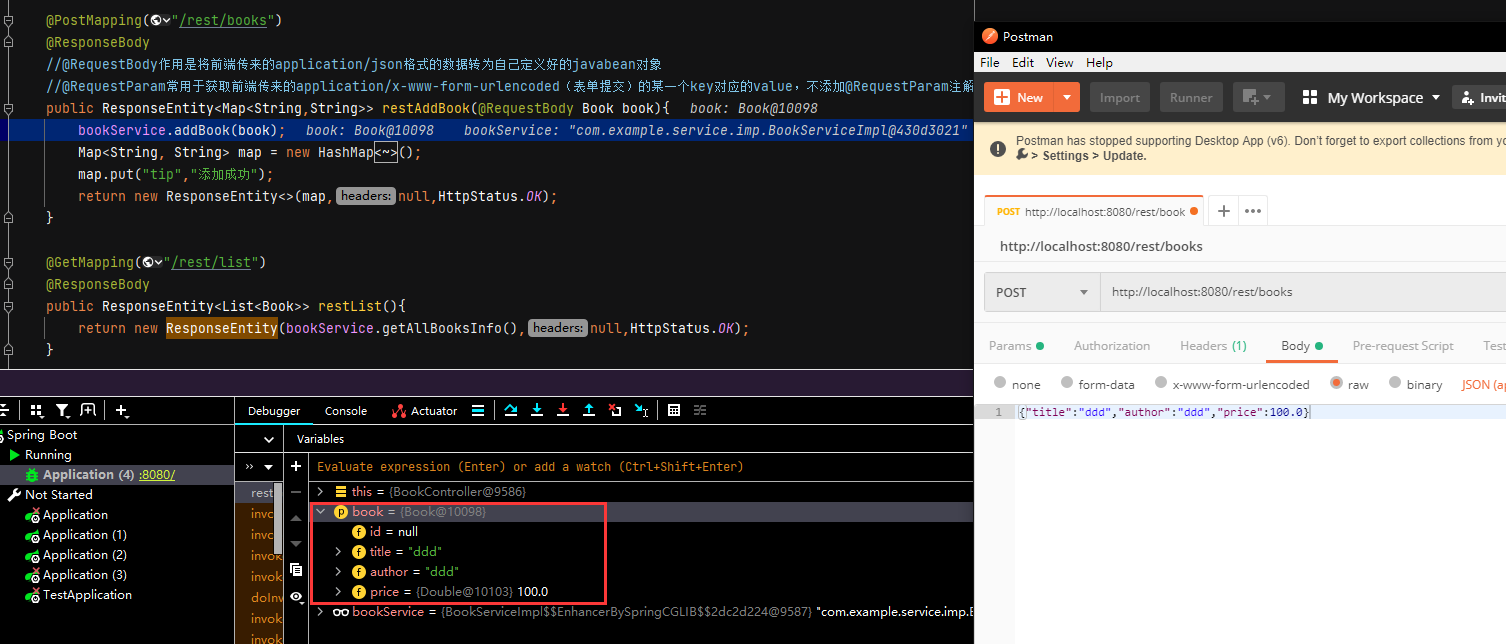 @PostMapping("/rest/books")
@ResponseBody
//@RequestBody作用是将前端传来的application/json格式的数据转为自己定义好的javabean对象
//@RequestParam常用于获取前端传来的application/x-www-form-urlencoded（表单提交）的某一个key对应的value，不添加@RequestParam注解
public ResponseEntity<Map<String,String>> restAddBook(@RequestBody Book book){ book: Book@10098
bookService.addBook(book); book: Book@10098 bookService: "com.example.service.imp.BookServiceImpl@430d3021"
Map<String, String> map = new HashMap<~>();
map.put("tip","添加成功");
return new ResponseEntity<>(map, headers: null,HttpStatus.OK);
}
@GetMapping("/rest/list")
@ResponseBody
public ResponseEntity<List<Book>> restList(){
return new ResponseEntity(bookService.getAllBooksInfo(), headers: null,HttpStatus.OK);
}
Debugger Console Actuator
Spring Boot
Running
Application (4) :8080/
Not Started
Application
Application (1)
Application (2)
Application (3)
TestApplication
rest
invo
invo
invok
invok
doInv
invok
invok
Variables
Evaluate expression (Enter) or add a watch (Ctrl+Shift+Enter)
this = {BookController@9586}
book = {Book@10098}
id = null
title = "ddd"
author = "ddd"
price = {Double@10103} 100.0
bookService = {BookServiceImpl$$EnhancerBySpringCGLIB$$2dc2d224@9587} "com.example.service.imp.B
Postman
File Edit View Help
New Import Runner My Workspace Invit
Postman has stopped supporting Desktop App (v6). Don't forget to export collections from yo
> Settings > Update.
POST http://localhost:8080/rest/book
http://localhost:8080/rest/books
POST http://localhost:8080/rest/books
Params Authorization Headers (1) Body Pre-request Script Test
none form-data x-www-form-urlencoded raw binary JSON (ap
1 {"title":"ddd","author":"ddd","price":100.0}